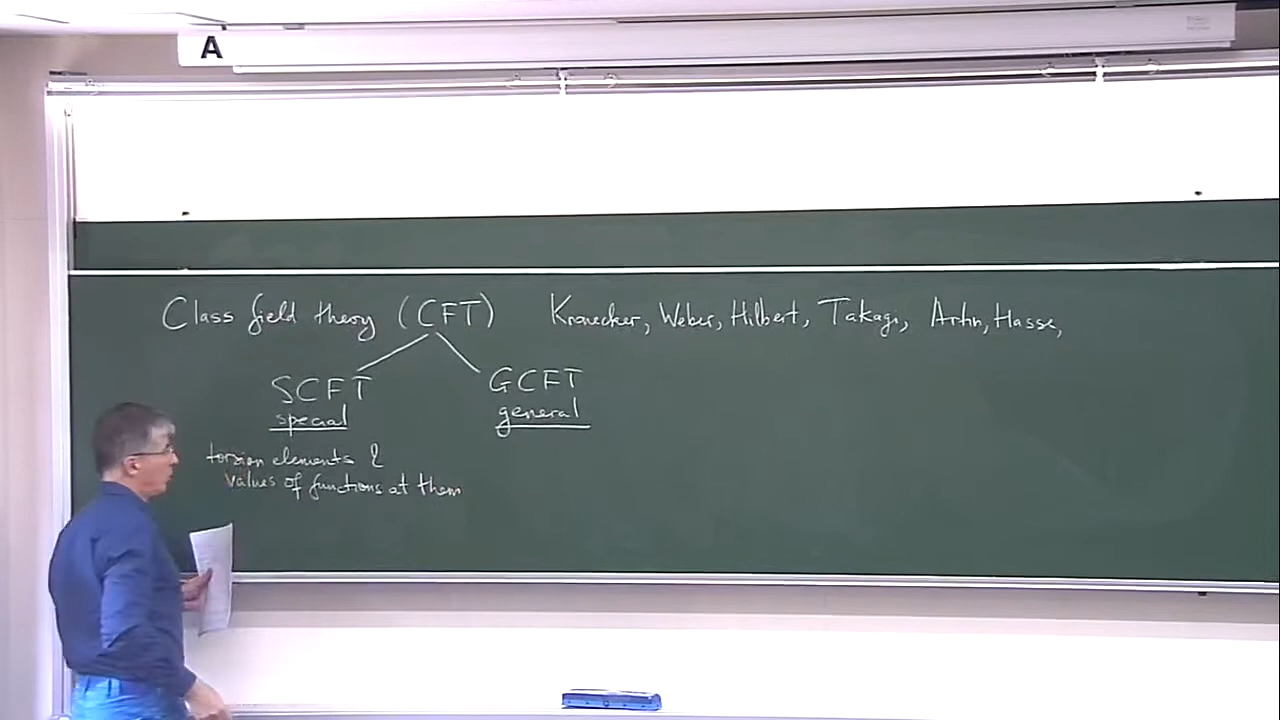 A
Class field theory (CFT) Kronecker, Weber, Hilbert, Takagi, Artin, Hasse,
SCFT GCFT
special general
torsion elements &
values of functions at them